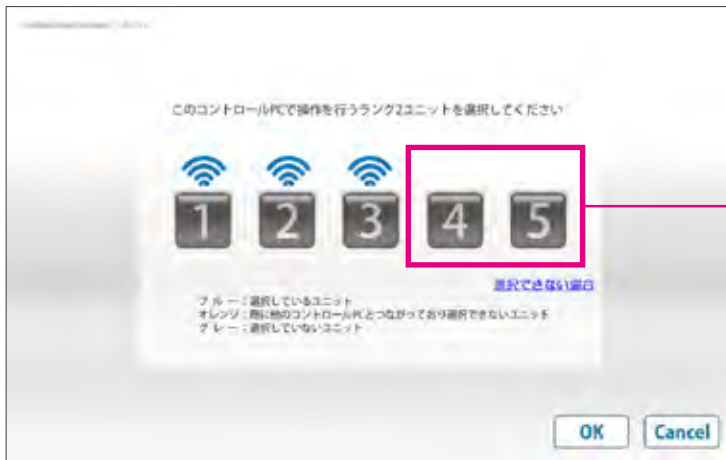 このコントロールPCで操作を行うランク2ユニットを選択してください
1 2 3 4 5
選択できない場合
ブルー：選択しているユニット
オレンジ：既に他のコントロールPCとつながっており選択できないユニット
グレー：選択していないユニット
OK Cancel